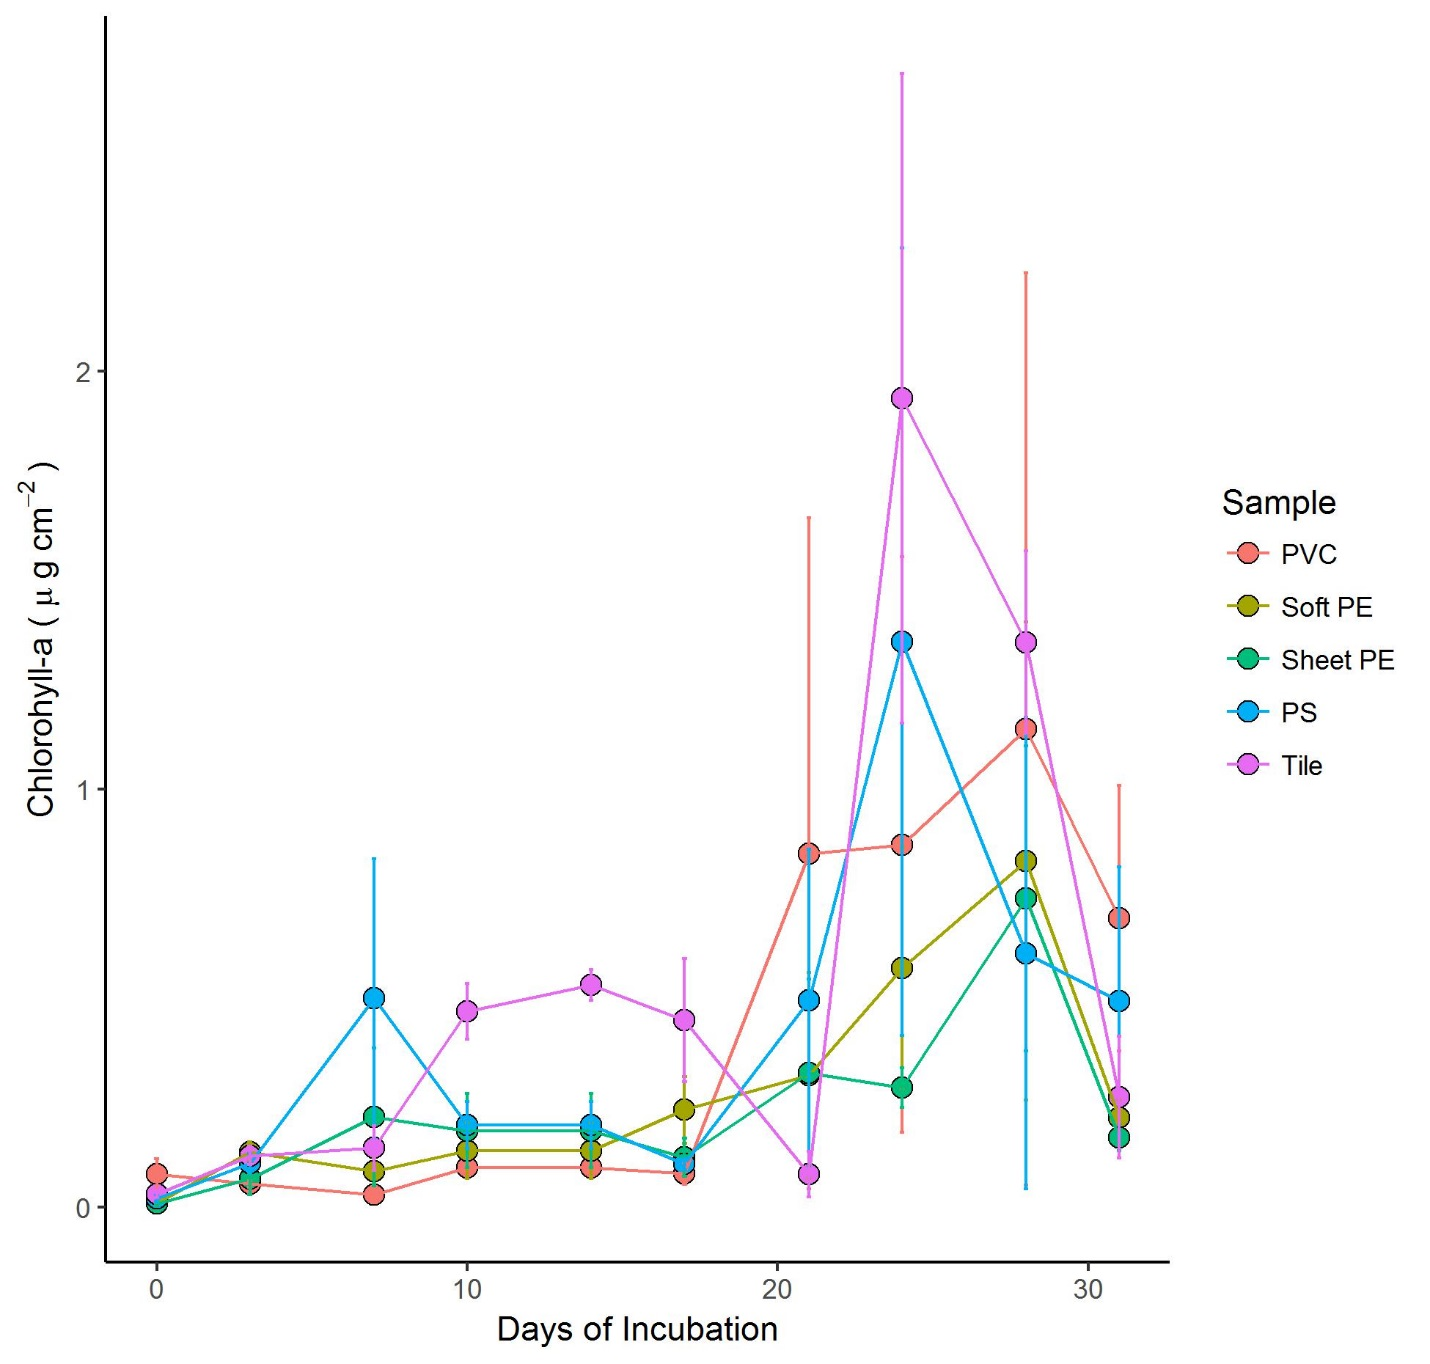 2
1
0
Chlorohyll-a ( μ g cm⁻² )
0 10 20 30
Days of Incubation
Sample
PVC
Soft PE
Sheet PE
PS
Tile